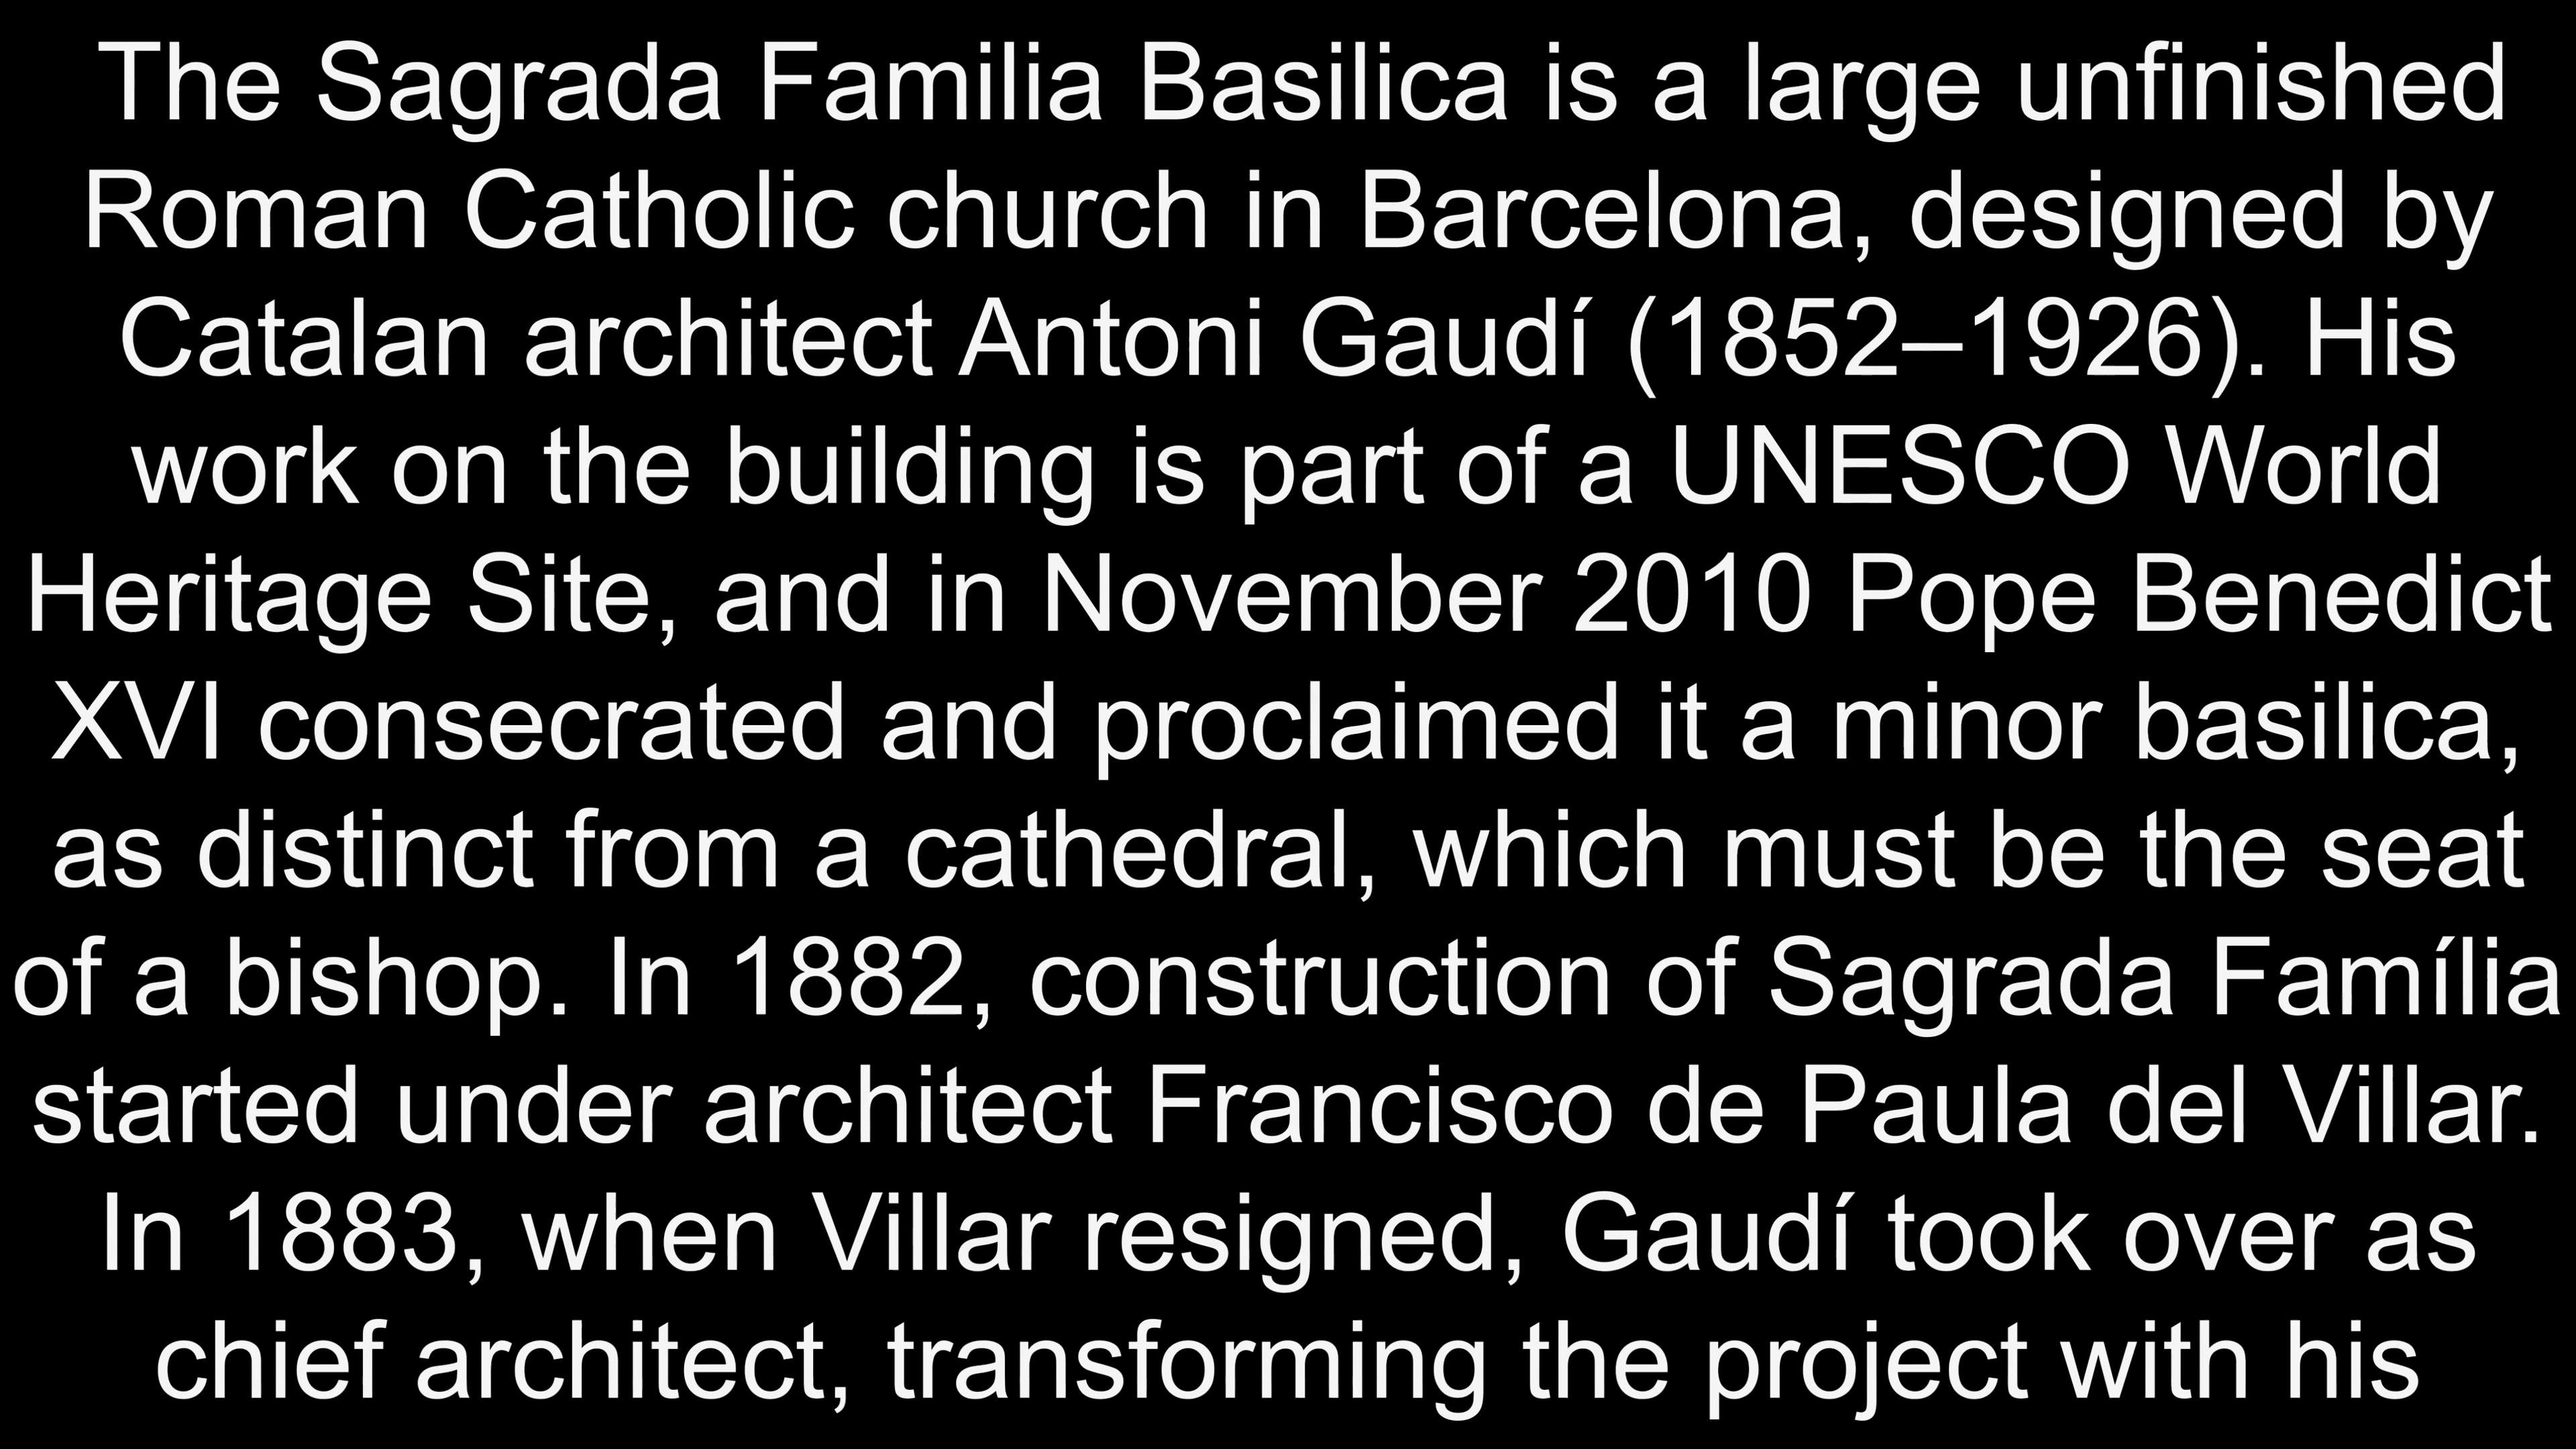 The Sagrada Familia Basilica is a large unfinished
Roman Catholic church in Barcelona, designed by
Catalan architect Antoni Gaudí (1852–1926). His
work on the building is part of a UNESCO World
Heritage Site, and in November 2010 Pope Benedict
XVI consecrated and proclaimed it a minor basilica,
as distinct from a cathedral, which must be the seat
of a bishop. In 1882, construction of Sagrada Família
started under architect Francisco de Paula del Villar.
In 1883, when Villar resigned, Gaudí took over as
chief architect, transforming the project with his